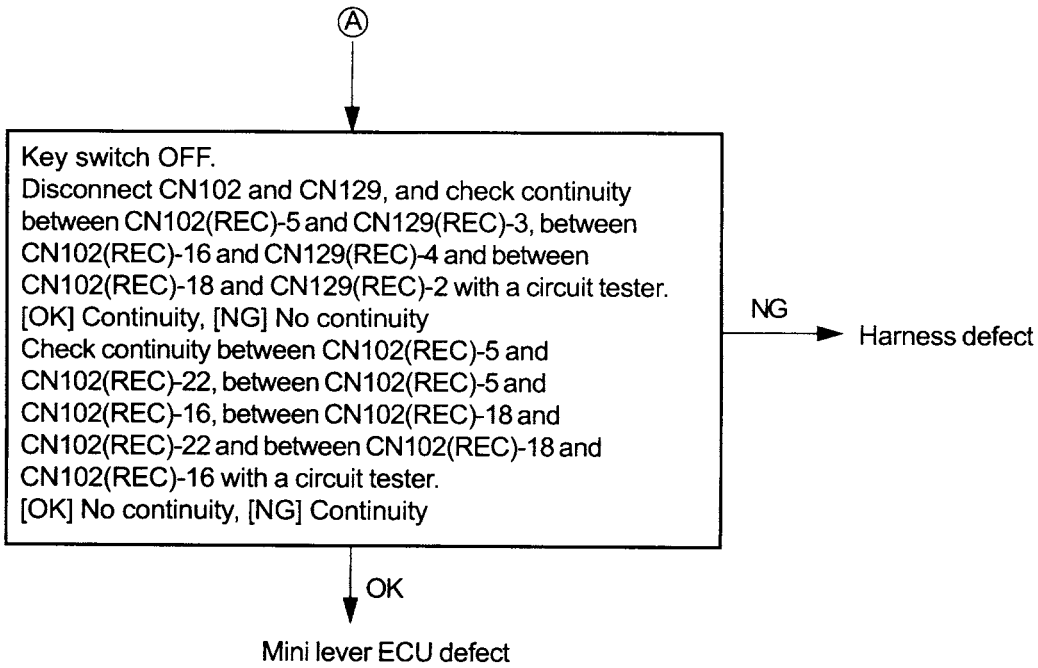 A
Key switch OFF.
Disconnect CN102 and CN129, and check continuity
between CN102(REC)-5 and CN129(REC)-3, between
CN102(REC)-16 and CN129(REC)-4 and between
CN102(REC)-18 and CN129(REC)-2 with a circuit tester.
[OK] Continuity, [NG] No continuity
Check continuity between CN102(REC)-5 and
CN102(REC)-22, between CN102(REC)-5 and
CN102(REC)-16, between CN102(REC)-18 and
CN102(REC)-22 and between CN102(REC)-18 and
CN102(REC)-16 with a circuit tester.
[OK] No continuity, [NG] Continuity
NG
Harness defect
OK
Mini lever ECU defect